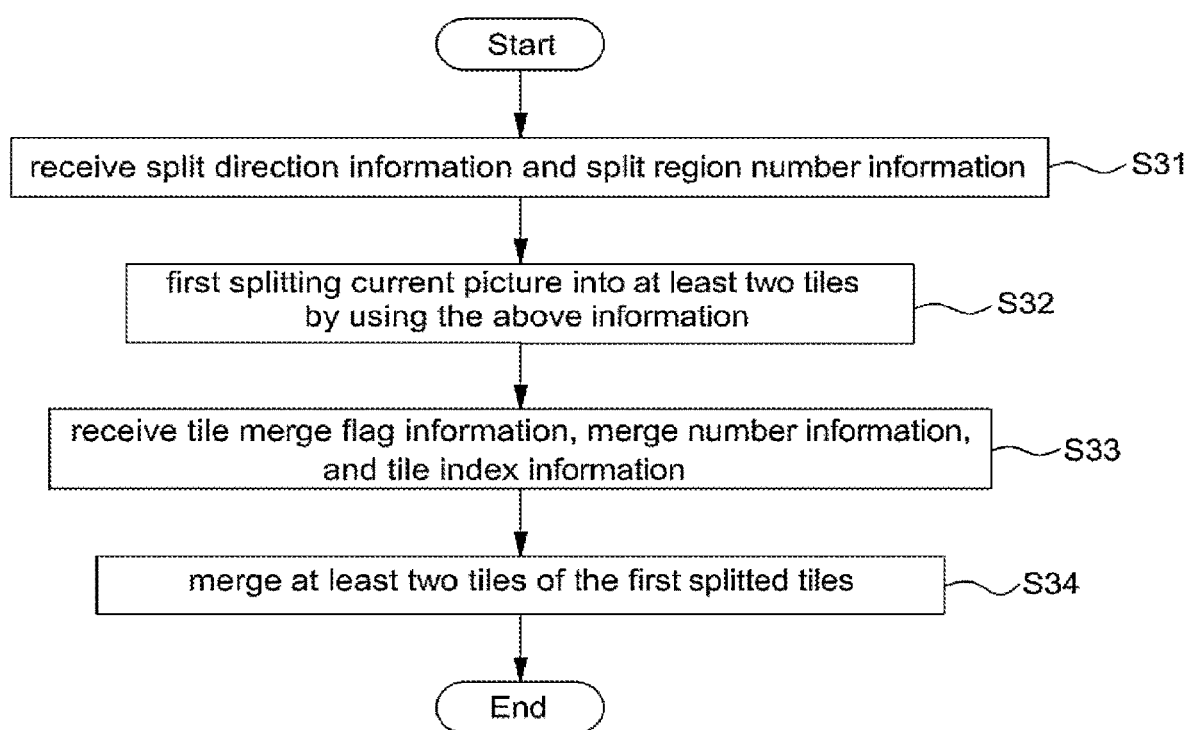 Start
receive split direction information and split region number information
S31
first splitting current picture into at least two tiles
by using the above information
S32
receive tile merge flag information, merge number information,
and tile index information
S33
merge at least two tiles of the first splitted tiles
S34
End